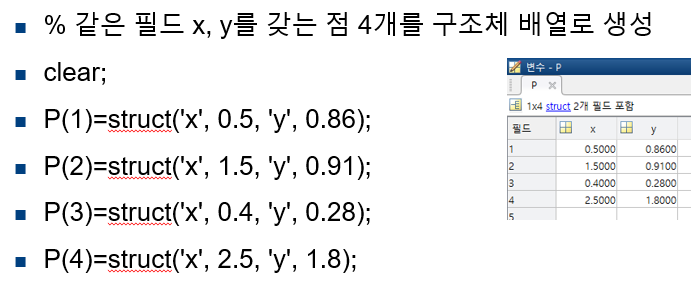 % 같은 필드 x, y를 갖는 점 4개를 구조체 배열로 생성
clear;
P(1)=struct('x', 0.5, 'y', 0.86);
P(2)=struct('x', 1.5, 'y', 0.91);
P(3)=struct('x', 0.4, 'y', 0.28);
P(4)=struct('x', 2.5, 'y', 1.8);
변수 - P
P
1x4 struct 2개 필드 포함
필드 x y
1 0.5000 0.8600
2 1.5000 0.9100
3 0.4000 0.2800
4 2.5000 1.8000
5